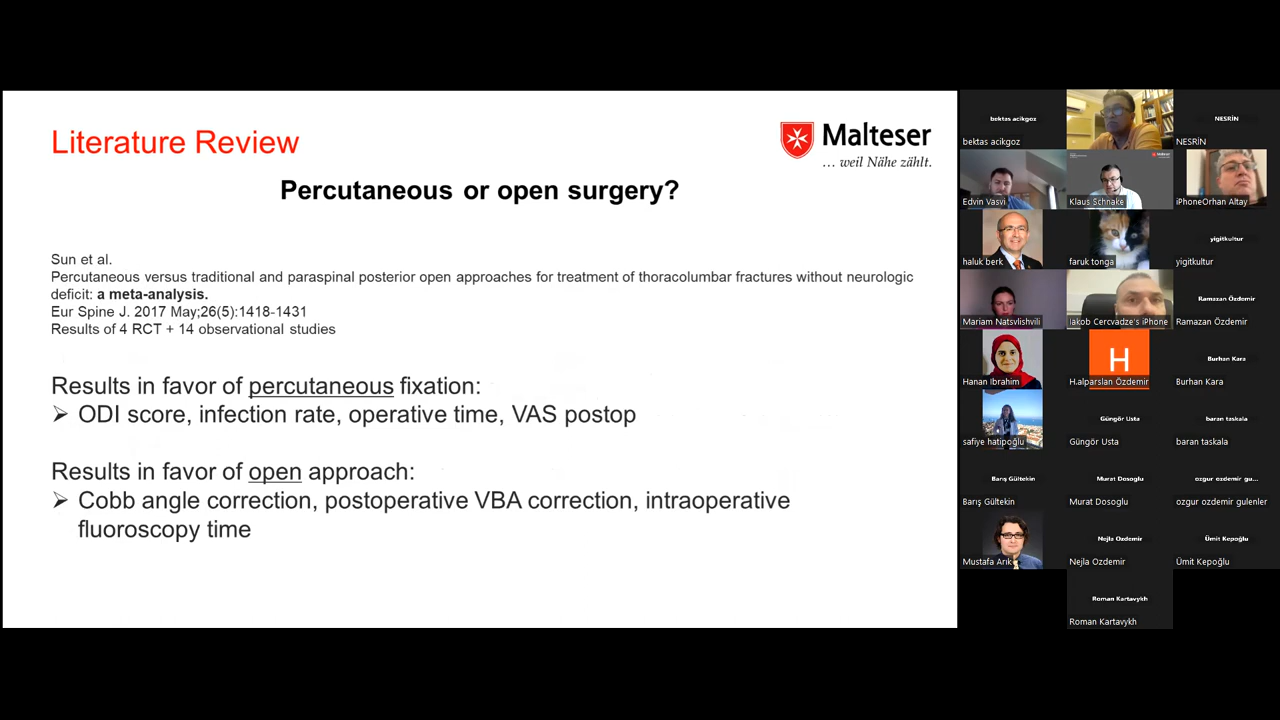 Literature Review
Malteser
… weil Nähe zählt.
Percutaneous or open surgery?
Sun et al.
Percutaneous versus traditional and paraspinal posterior open approaches for treatment of thoracolumbar fractures without neurologic
deficit: a meta-analysis.
Eur Spine J. 2017 May;26(5):1418-1431
Results of 4 RCT + 14 observational studies
Results in favor of percutaneous fixation:
➢ ODI score, infection rate, operative time, VAS postop
Results in favor of open approach:
➢ Cobb angle correction, postoperative VBA correction, intraoperative
fluoroscopy time
bektas acikgoz
bektas acikgoz
NESRİN
NESRİN
Edvin Vasvi
Klaus Schnake
iPhoneOrhan Altay
haluk berk
faruk tonga
yigitkultur
yigitkultur
Mariam Natsvlishvili
Iakob Cercvadze's iPhone
Ramazan Özdemir
Ramazan Özdemir
Hanan Ibrahim
H
H.alparslan Özdemir
Burhan Kara
Burhan Kara
safiye hatipoğlu
Güngör Usta
Güngör Usta
baran taskala
baran taskala
Barış Gültekin
Barış Gültekin
Murat Dosoglu
Murat Dosoglu
ozgur ozdemir gu...
ozgur ozdemir gulenler
Mustafa Arık
Nejla Ozdemir
Nejla Ozdemir
Ümit Kepoğlu
Ümit Kepoğlu
Roman Kartavykh
Roman Kartavykh